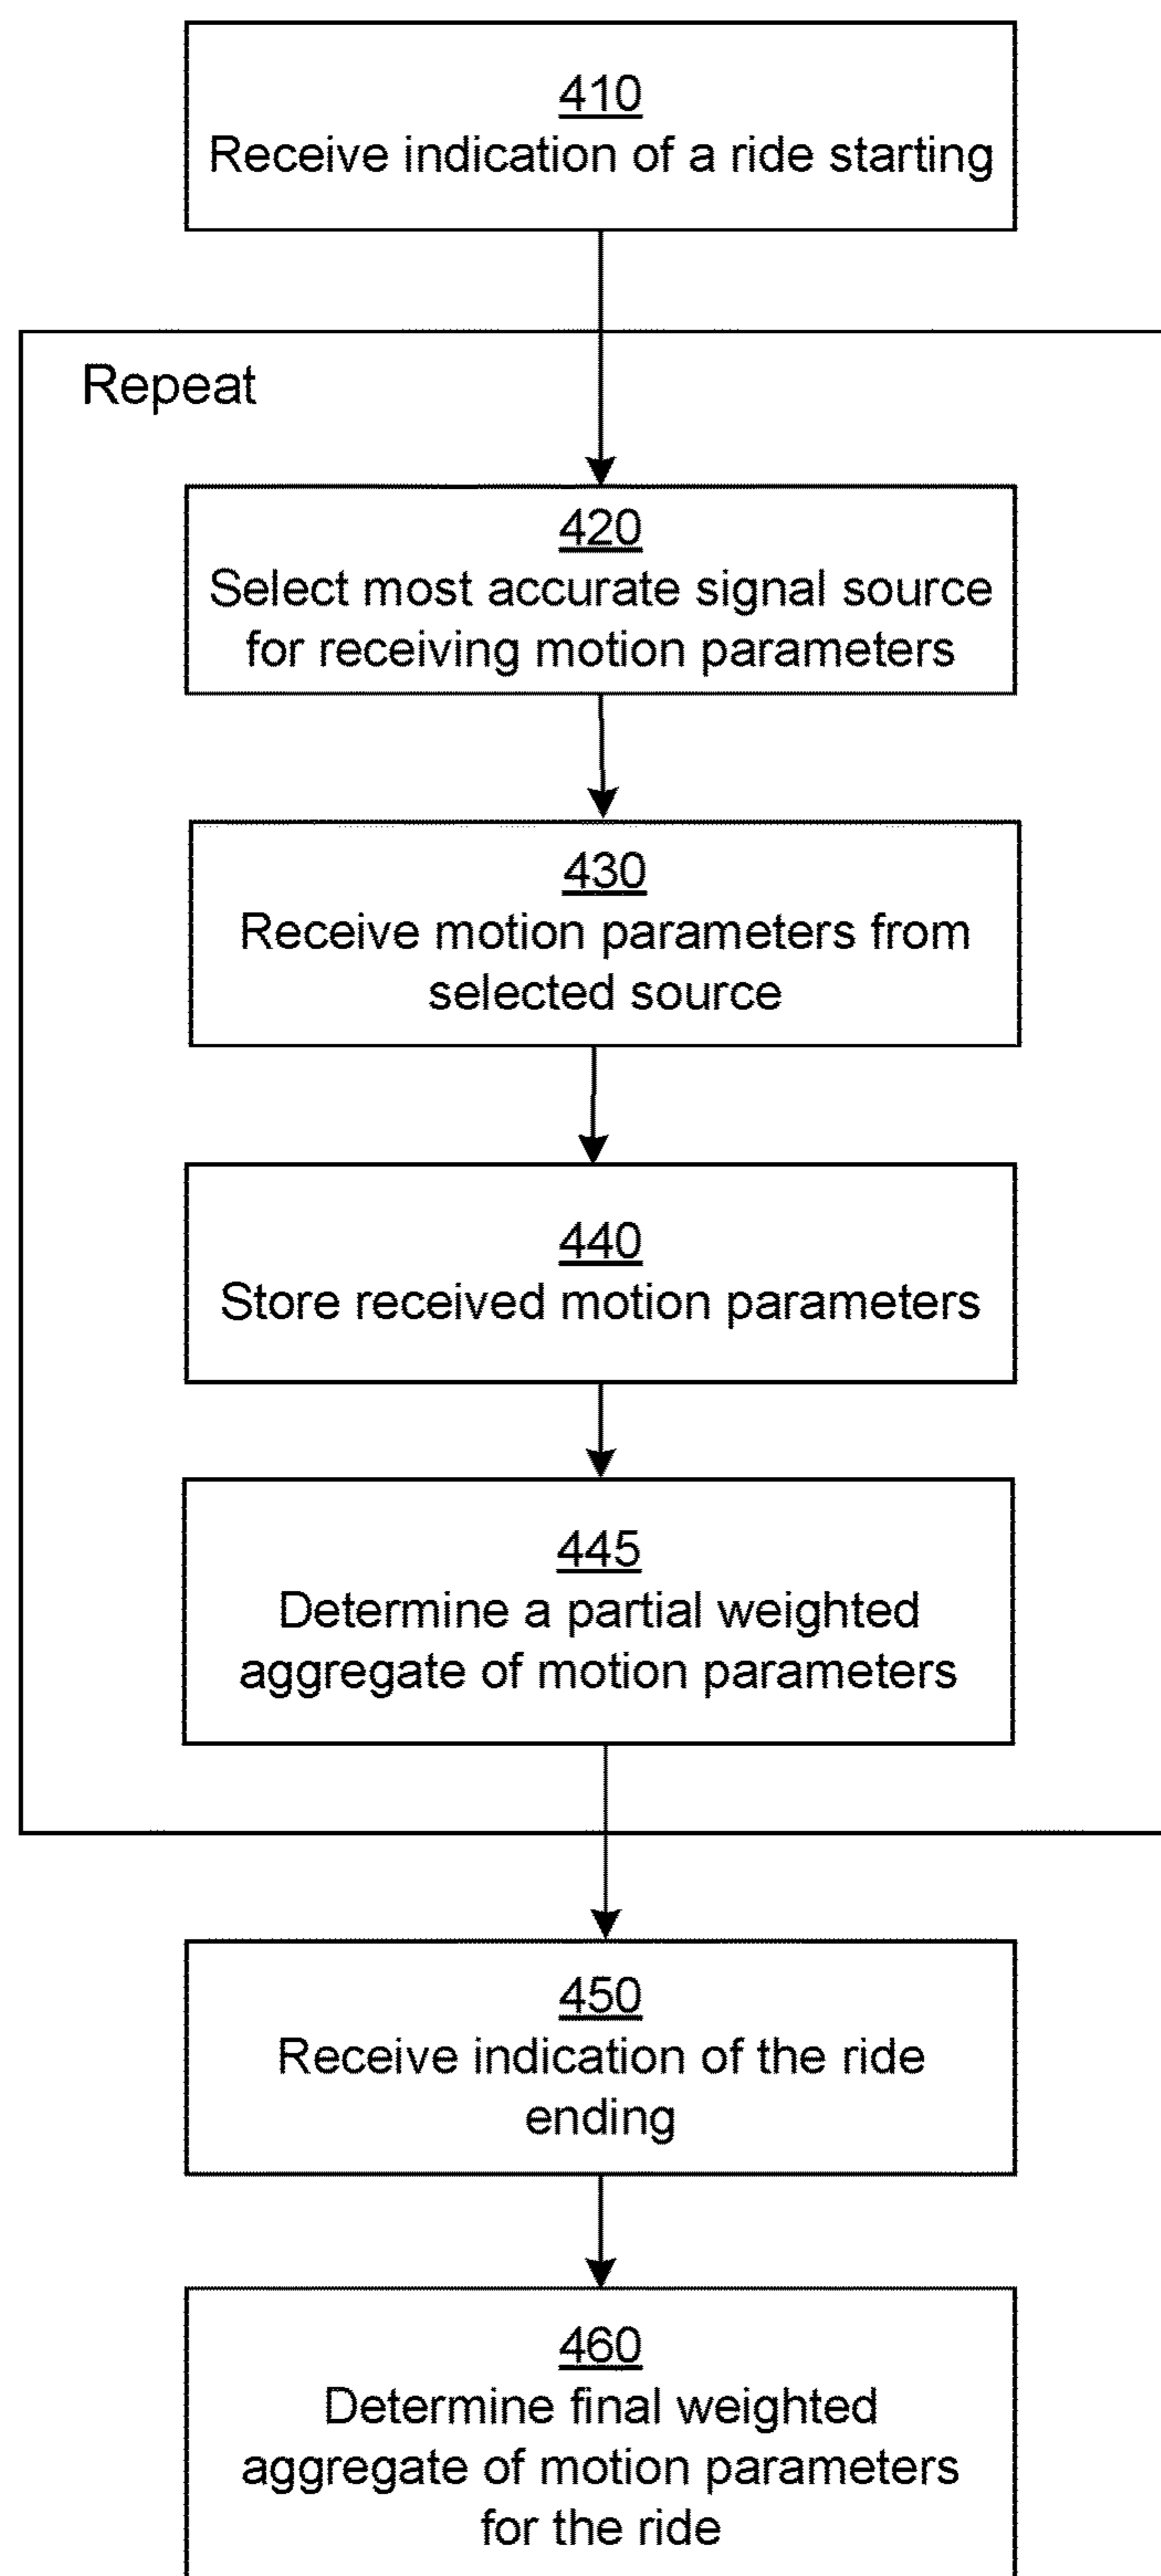 410
Receive indication of a ride starting
Repeat
420
Select most accurate signal source
for receiving motion parameters
430
Receive motion parameters from
selected source
440
Store received motion parameters
445
Determine a partial weighted
aggregate of motion parameters
450
Receive indication of the ride
ending
460
Determine final weighted
aggregate of motion parameters
for the ride